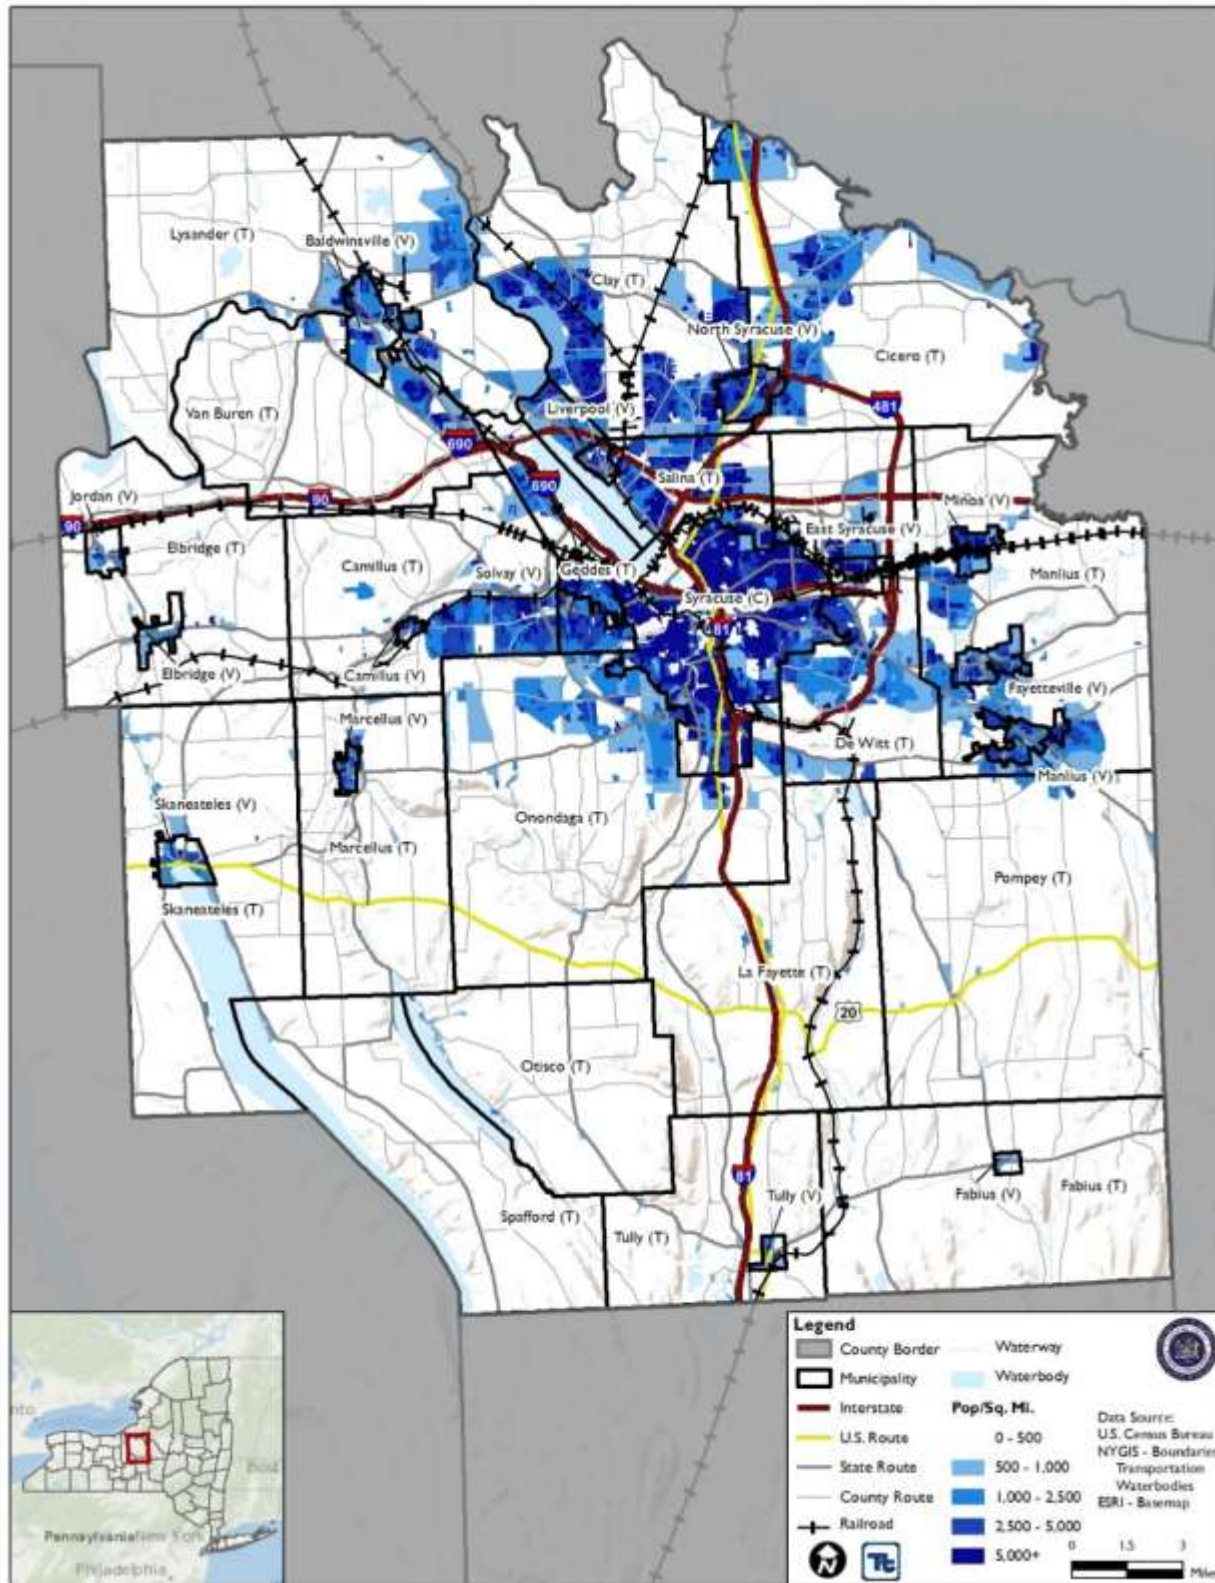 Lysander (T)
Baldwinsville (V)
Clay (T)
North Syracuse (V)
Cicero (T)
Van Buren (T)
Liverpool (V)
481
690
690
Salina (T)
Jordan (V)
90
90
Minoa (V)
Elbridge (T)
East Syracuse (V)
Camillus (T)
Solvay (V)
Geddes (T)
Manlius (T)
Syracuse (C)
481
Elbridge (V)
Camillus (V)
Fayetteville (V)
Marcellus (V)
De Witt (T)
Manlius (V)
Skaneateles (V)
Onondaga (T)
Marcellus (T)
Pompey (T)
Skaneateles (T)
La Fayette (T)
20
Otisco (T)
81
Tully (V)
Fabius (V)
Fabius (T)
Spafford (T)
Tully (T)
Legend
County Border
Municipality
Interstate
U.S. Route
State Route
County Route
Railroad
Waterway
Waterbody
Pop/Sq. Mi.
0 - 500
500 - 1,000
1,000 - 2,500
2,500 - 5,000
5,000+
Data Source:
U.S. Census Bureau
NYGIS - Boundaries
Transportation
Waterbodies
ESRI - Basemap
N
TC
0 1.5 3
Miles
Pennsylvania
New York
Philadelphia